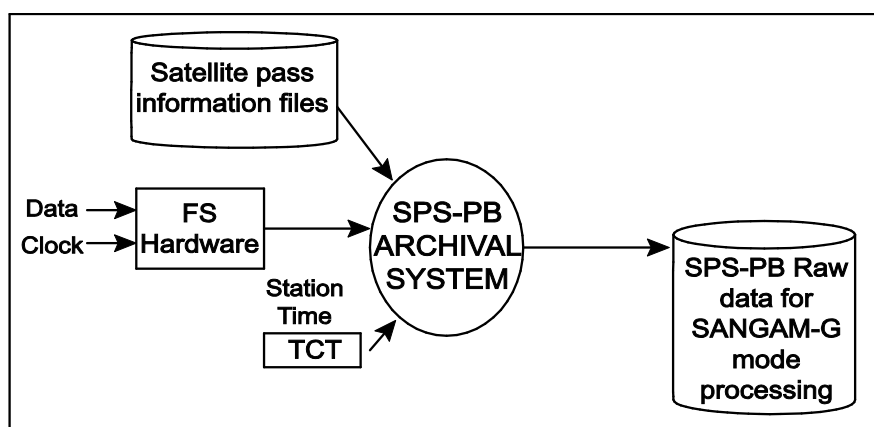 Satellite pass
information files
Data
Clock
FS
Hardware
SPS-PB
ARCHIVAL
SYSTEM
Station
Time
TCT
SPS-PB Raw
data for
SANGAM-G
mode
processing